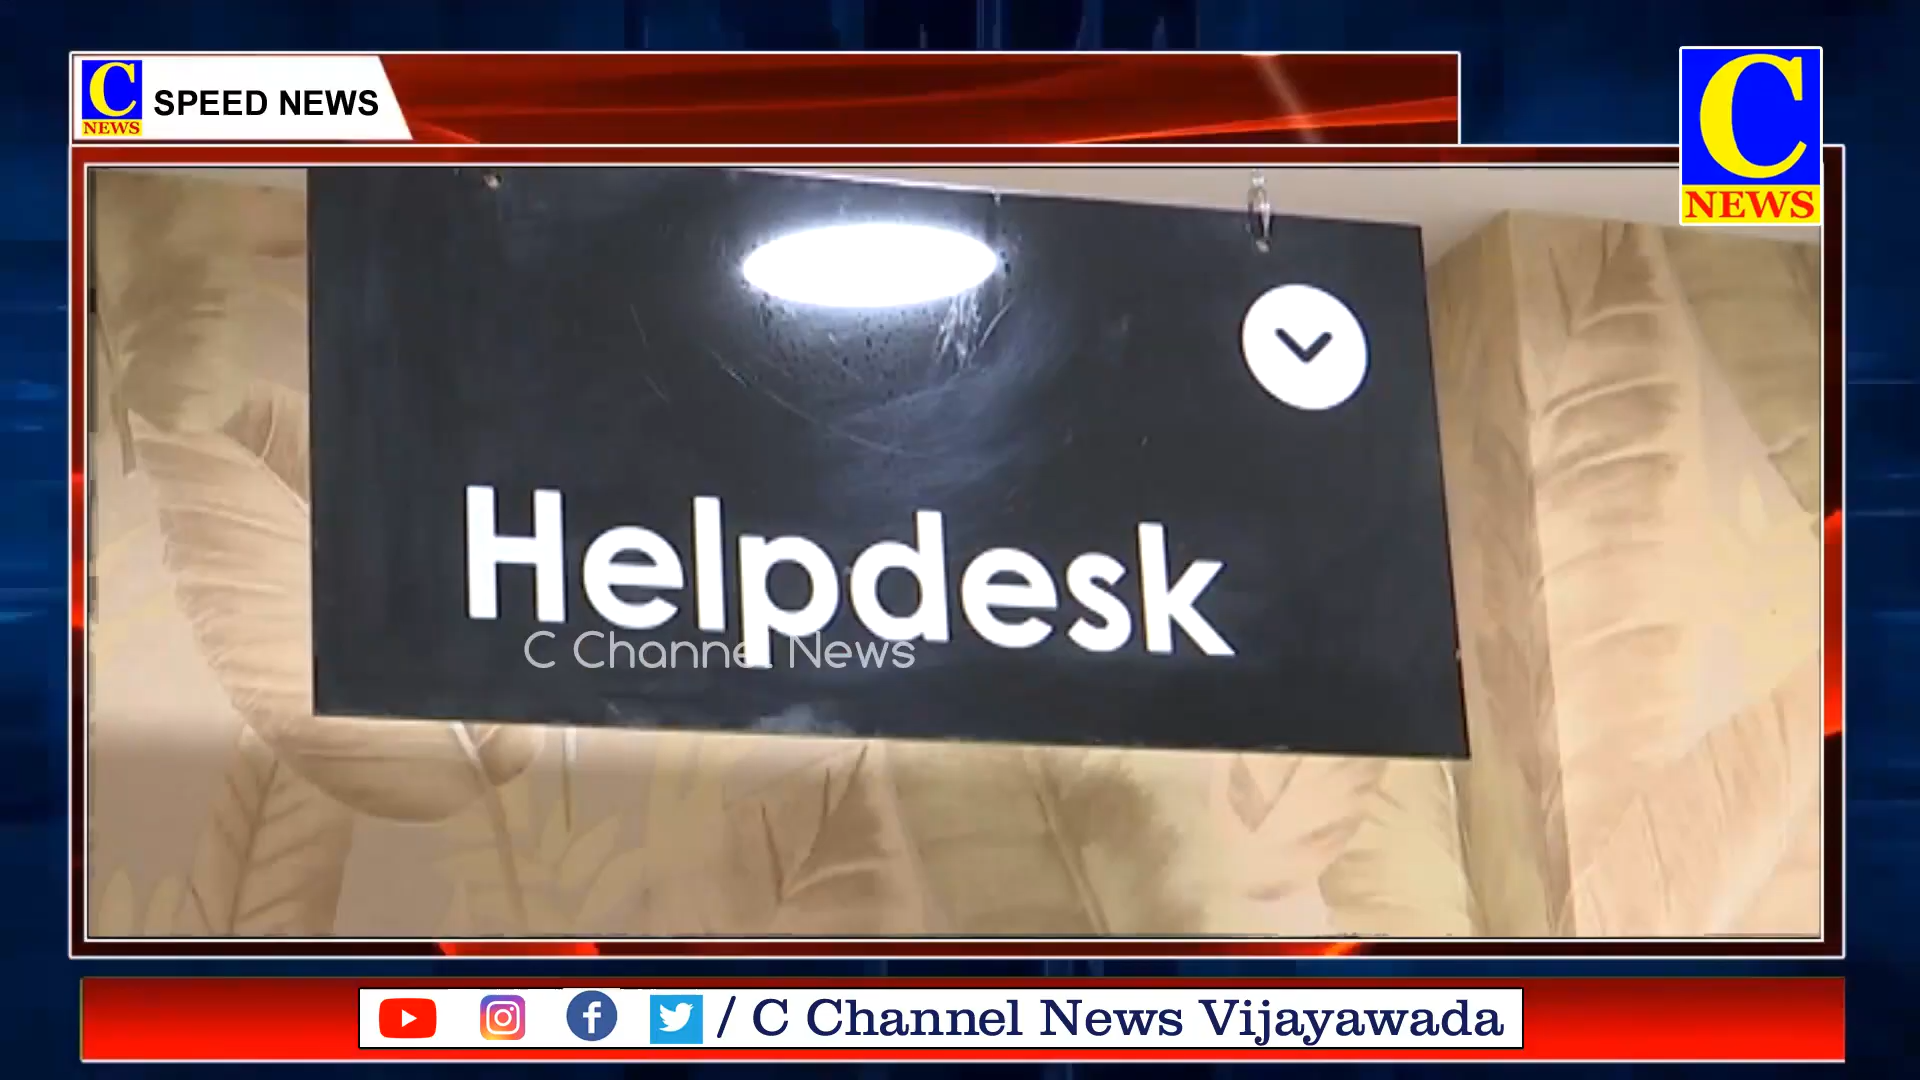 C
NEWS
SPEED NEWS
C
NEWS
Helpdesk
C Channel News
/ C Channel News Vijayawada